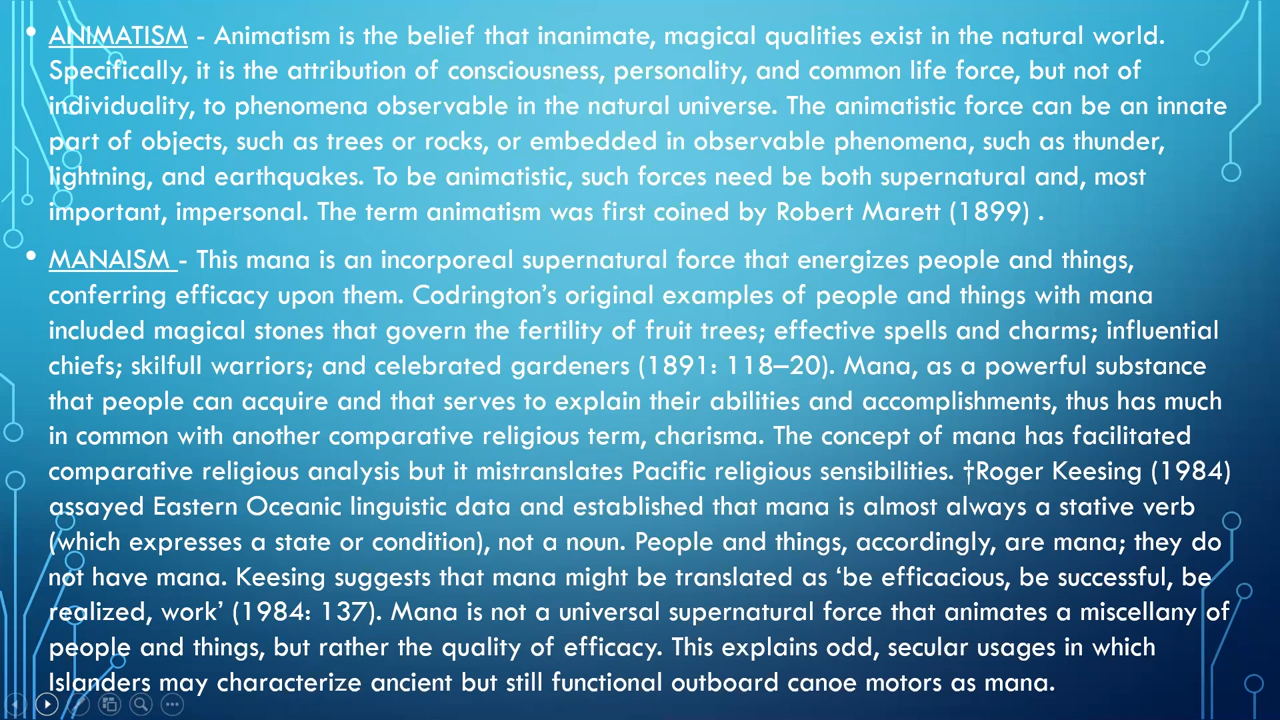 • ANIMATISM - Animatism is the belief that inanimate, magical qualities exist in the natural world.
Specifically, it is the attribution of consciousness, personality, and common life force, but not of
individuality, to phenomena observable in the natural universe. The animatistic force can be an innate
part of objects, such as trees or rocks, or embedded in observable phenomena, such as thunder,
lightning, and earthquakes. To be animatistic, such forces need be both supernatural and, most
important, impersonal. The term animatism was first coined by Robert Marett (1899) .
• MANAISM - This mana is an incorporeal supernatural force that energizes people and things,
conferring efficacy upon them. Codrington’s original examples of people and things with mana
included magical stones that govern the fertility of fruit trees; effective spells and charms; influential
chiefs; skilfull warriors; and celebrated gardeners (1891: 118–20). Mana, as a powerful substance
that people can acquire and that serves to explain their abilities and accomplishments, thus has much
in common with another comparative religious term, charisma. The concept of mana has facilitated
comparative religious analysis but it mistranslates Pacific religious sensibilities. †Roger Keesing (1984)
assayed Eastern Oceanic linguistic data and established that mana is almost always a stative verb
(which expresses a state or condition), not a noun. People and things, accordingly, are mana; they do
not have mana. Keesing suggests that mana might be translated as ‘be efficacious, be successful, be
realized, work’ (1984: 137). Mana is not a universal supernatural force that animates a miscellany of
people and things, but rather the quality of efficacy. This explains odd, secular usages in which
Islanders may characterize ancient but still functional outboard canoe motors as mana.